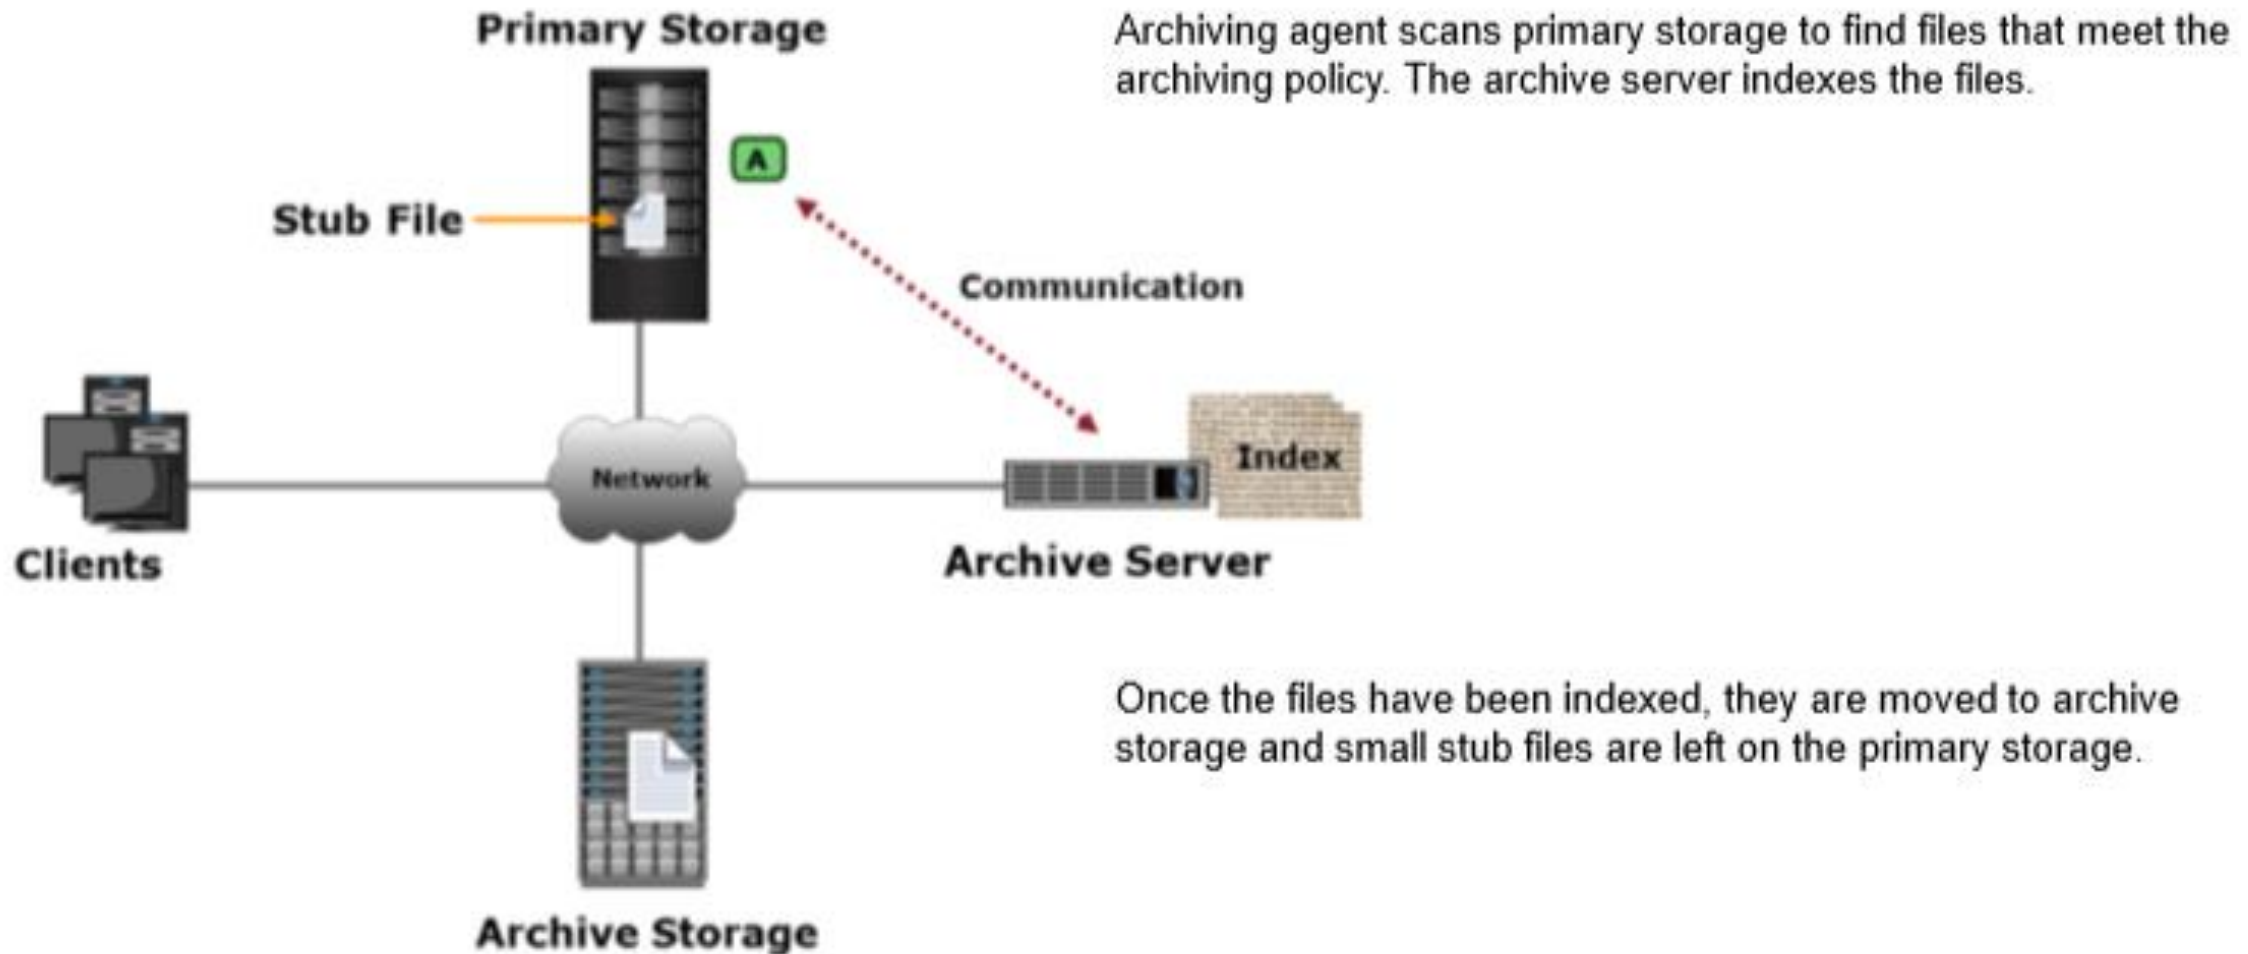 Primary Storage
Archiving agent scans primary storage to find files that meet the
archiving policy. The archive server indexes the files.
A
Stub File
Communication
Index
Network
Clients
Archive Server
Once the files have been indexed, they are moved to archive
storage and small stub files are left on the primary storage.
Archive Storage